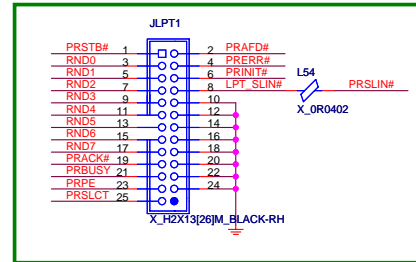 JLPT1
PRSTB# 1 2 PRAFD#
RND0 3 4 PRERR#
RND1 5 6 PRINIT# L54
RND2 7 8 LPT_SLIN# PRSLIN#
RND3 9 10
RND4 11 12 X_0R0402
RND5 13 14
RND6 15 16
RND7 17 18
PRACK# 19 20
PRBUSY 21 22
PRPE 23 24
PRSLCT 25
X_H2X13[26]M_BLACK-RH